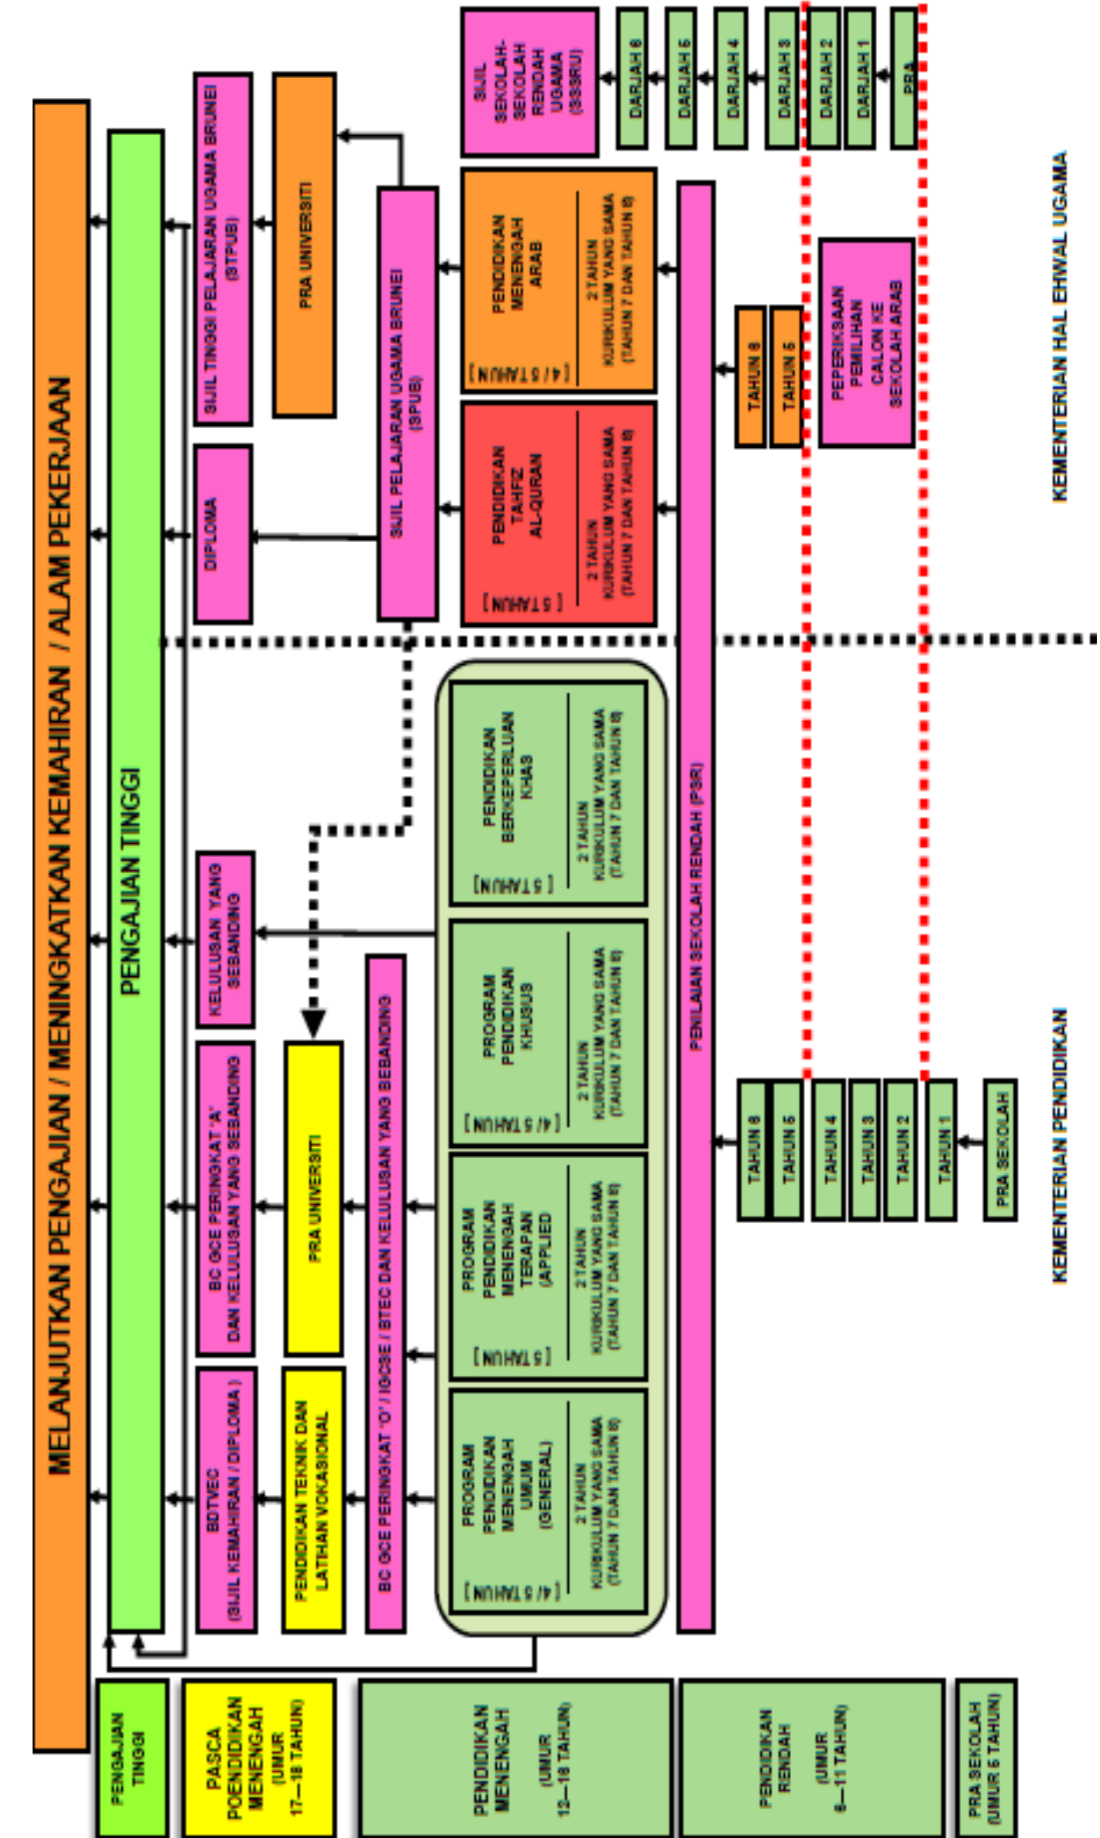 MELANJUTKAN PENGAJIAN / MENINGKATKAN KEMAHIRAN / ALAM PEKERJAAN
PENGAJIAN
TINGGI
PENGAJIAN TINGGI
PASCA
POENDIDIKAN
MENENGAH
(UMUR
17—18 TAHUN)
BDTVEC
(SIJIL KEMAHIRAN / DIPLOMA )
BC GCE PERINGKAT "A"
DAN KELULUSAN YANG SEBANDING
KELULUSAN YANG
SEBANDING
DIPLOMA
SIJIL TINGGI PELAJARAN UGAMA BRUNEI
(STPUB)
PENDIDIKAN TEKNIK DAN
LATIHAN VOKASIONAL
PRA UNIVERSITI
PRA UNIVERSITI
PENDIDIKAN
MENENGAH
(UMUR
12—16 TAHUN)
BC GCE PERINGKAT "O" / IGCSE / BTEC DAN KELULUSAN YANG BEBANDING
SIJIL PELAJARAN UGAMA BRUNEI
(SPUB)
[ 4 / 5 TAHUN ]
PROGRAM
PENDIDIKAN
MENENGAH
UMUM
(GENERAL)
2 TAHUN
KURIKULUM YANG SAMA
(TAHUN 7 DAN TAHUN 8)
[ 5 TAHUN ]
PROGRAM
PENDIDIKAN
MENENGAH
TERAPAN
(APPLIED
2 TAHUN
KURIKULUM YANG SAMA
(TAHUN 7 DAN TAHUN 8)
[ 4 / 5 TAHUN ]
PROGRAM
PENDIDIKAN
KHUSUS
2 TAHUN
KURIKULUM YANG SAMA
(TAHUN 7 DAN TAHUN 8)
[ 5 TAHUN ]
PENDIDIKAN
BERKEPERLUAN
KHAS
2 TAHUN
KURIKULUM YANG SAMA
(TAHUN 7 DAN TAHUN 8)
[ 5 TAHUN ]
PENDIDIKAN
TAHFIZ
AL-QURAN
2 TAHUN
KURIKULUM YANG SAMA
(TAHUN 7 DAN TAHUN 8)
[ 4 / 5 TAHUN ]
PENDIDIKAN
MENENGAH
ARAB
2 TAHUN
KURIKULUM YANG SAMA
(TAHUN 7 DAN TAHUN 8)
SIJIL
SEKOLAH-
SEKOLAH
RENDAH
UGAMA
(SSSRU)
DARJAH 6
DARJAH 5
DARJAH 4
DARJAH 3
DARJAH 2
DARJAH 1
PRA
PENDIDIKAN
RENDAH
(UMUR
6—11 TAHUN)
PENILAIAN SEKOLAH RENDAH (PSR)
TAHUN 6
TAHUN 5
TAHUN 4
TAHUN 3
TAHUN 2
TAHUN 1
TAHUN 6
TAHUN 5
PEPERIKSAAN
PEMILIHAN
CALON KE
SEKOLAH ARAB
PRA SEKOLAH
(UMUR 5 TAHUN)
PRA SEKOLAH
KEMENTERIAN PENDIDIKAN
KEMENTERIAN HAL EHWAL UGAMA